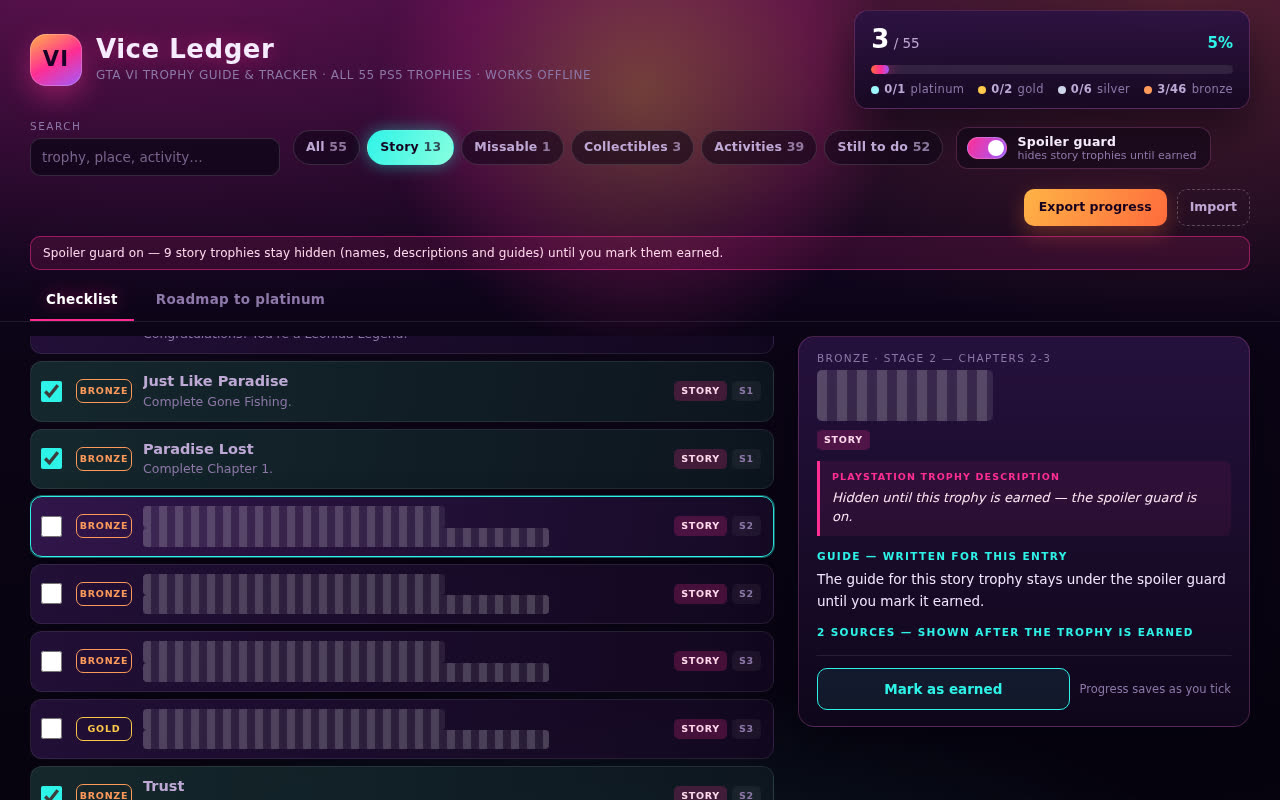 VI
Vice Ledger
GTA VI TROPHY GUIDE & TRACKER · ALL 55 PS5 TROPHIES · WORKS OFFLINE
3 / 55
5%
0/1 platinum
0/2 gold
0/6 silver
3/46 bronze
SEARCH
trophy, place, activity…
All 55
Story 13
Missable 1
Collectibles 3
Activities 39
Still to do 52
Spoiler guard
hides story trophies until earned
Export progress
Import
Spoiler guard on — 9 story trophies stay hidden (names, descriptions and guides) until you mark them earned.
Checklist
Roadmap to platinum
Congratulations! You're a Leonida Legend!
BRONZE
Just Like Paradise
Complete Gone Fishing.
STORY
S1
BRONZE
Paradise Lost
Complete Chapter 1.
STORY
S1
BRONZE
STORY
S2
BRONZE
STORY
S2
BRONZE
STORY
S3
GOLD
STORY
S3
BRONZE
Trust
STORY
S2
BRONZE · STAGE 2 — CHAPTERS 2-3
STORY
PLAYSTATION TROPHY DESCRIPTION
Hidden until this trophy is earned — the spoiler guard is
on.
GUIDE — WRITTEN FOR THIS ENTRY
The guide for this story trophy stays under the spoiler guard
until you mark it earned.
2 SOURCES — SHOWN AFTER THE TROPHY IS EARNED
Mark as earned
Progress saves as you tick